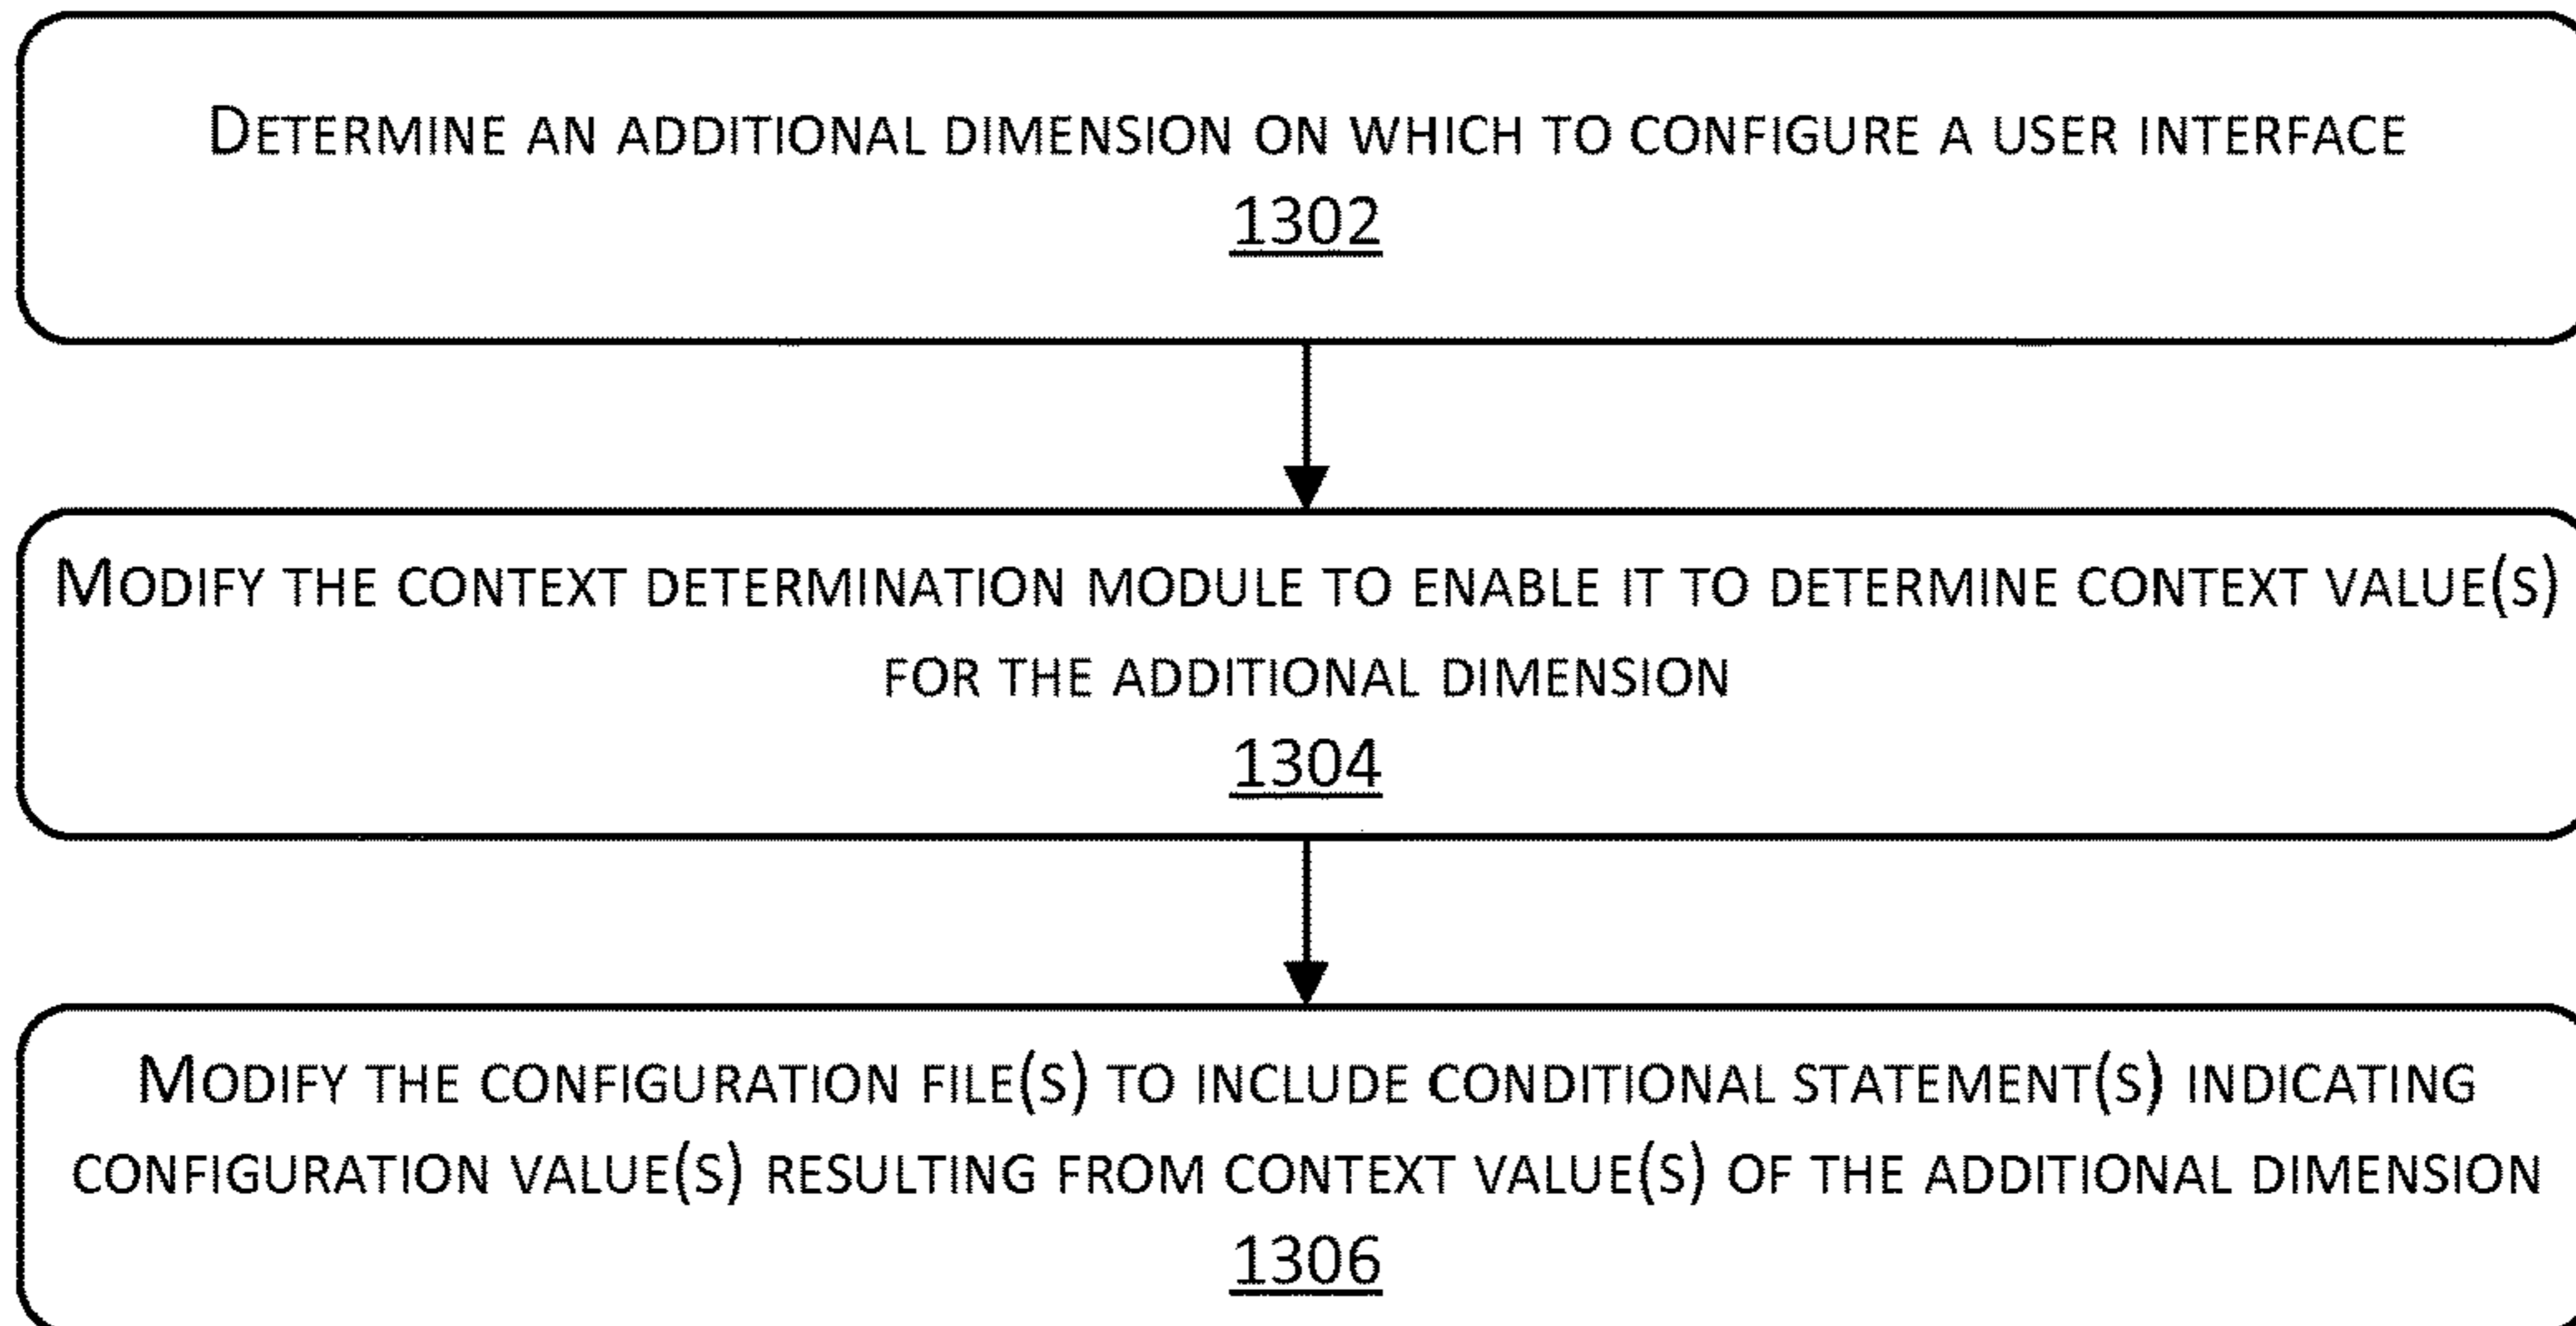 DETERMINE AN ADDITIONAL DIMENSION ON WHICH TO CONFIGURE A USER INTERFACE
1302
MODIFY THE CONTEXT DETERMINATION MODULE TO ENABLE IT TO DETERMINE CONTEXT VALUE(S)
FOR THE ADDITIONAL DIMENSION
1304
MODIFY THE CONFIGURATION FILE(S) TO INCLUDE CONDITIONAL STATEMENT(S) INDICATING
CONFIGURATION VALUE(S) RESULTING FROM CONTEXT VALUE(S) OF THE ADDITIONAL DIMENSION
1306